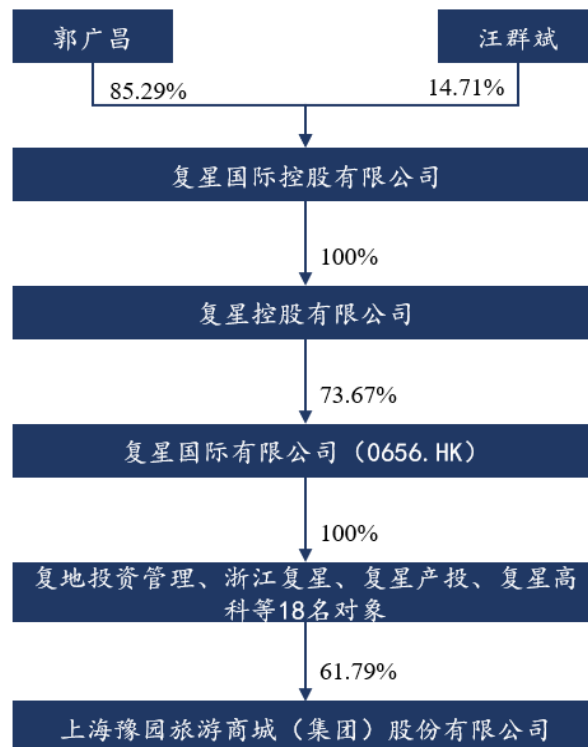 郭广昌
汪群斌
85.29%
14.71%
复星国际控股有限公司
100%
复星控股有限公司
73.67%
复星国际有限公司（0656.HK）
100%
复地投资管理、浙江复星、复星产投、复星高
科等18名对象
61.79%
上海豫园旅游商城（集团）股份有限公司